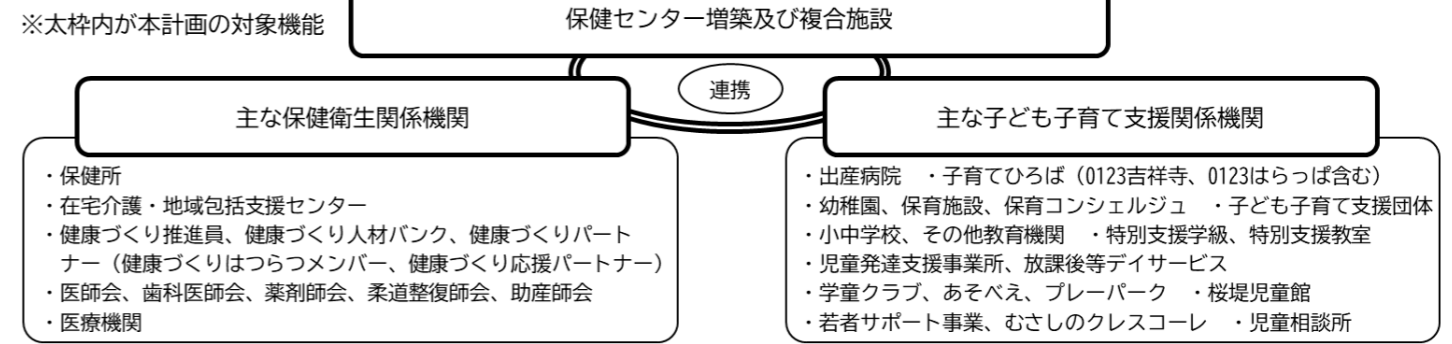 ※太枠内が本計画の対象機能
保健センター増築及び複合施設
連携
主な保健衛生関係機関
・保健所
・在宅介護・地域包括支援センター
・健康づくり推進員、健康づくり人材バンク、健康づくりパート
ナー（健康づくりはつらつメンバー、健康づくり応援パートナー）
・医師会、歯科医師会、薬剤師会、柔道整復師会、助産師会
・医療機関
主な子ども子育て支援関係機関
・出産病院　・子育てひろば（0123吉祥寺、0123はらっぱ含む）
・幼稚園、保育施設、保育コンシェルジュ　・子ども子育て支援団体
・小中学校、その他教育機関　・特別支援学級、特別支援教室
・児童発達支援事業所、放課後等デイサービス
・学童クラブ、あそべえ、プレーパーク　・桜堤児童館
・若者サポート事業、むさしのクレスコーレ　・児童相談所